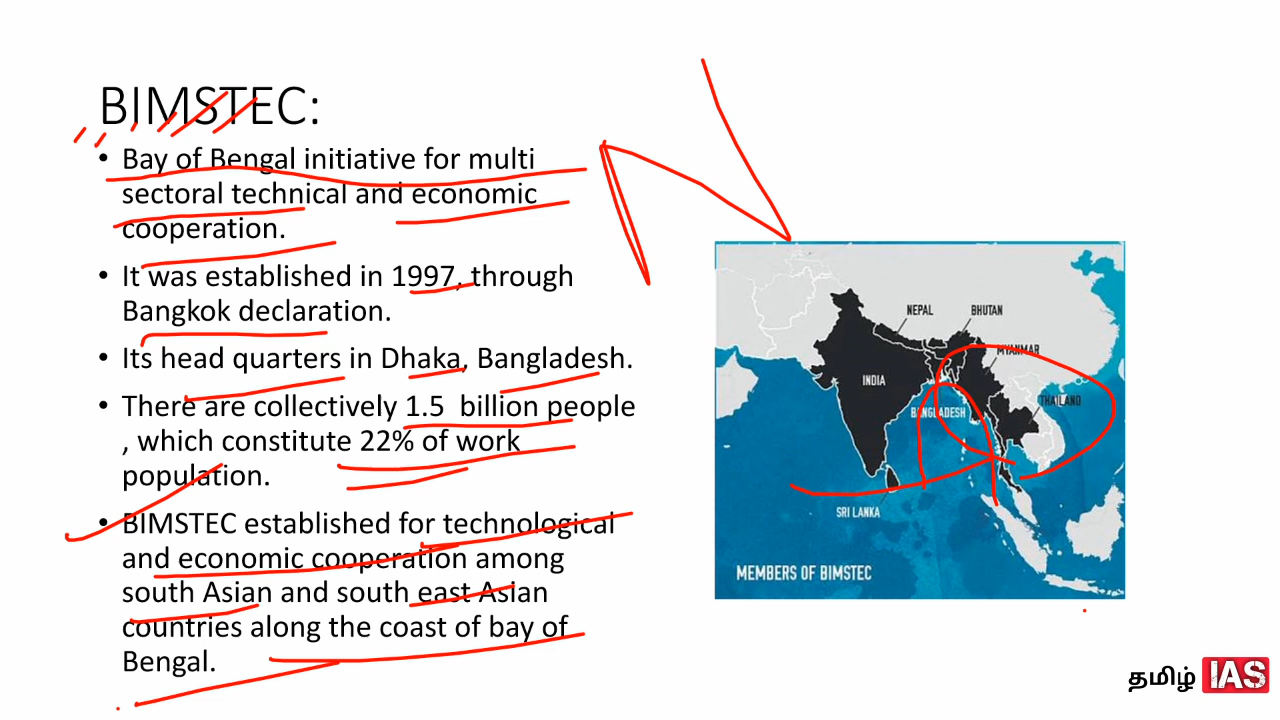 BIMSTEC:
• Bay of Bengal initiative for multi
sectoral technical and economic
cooperation.
• It was established in 1997, through
Bangkok declaration.
• Its head quarters in Dhaka, Bangladesh.
• There are collectively 1.5 billion people
, which constitute 22% of work
population.
• BIMSTEC established for technological
and economic cooperation among
south Asian and south east Asian
countries along the coast of bay of
Bengal.
NEPAL
BHUTAN
MYANMAR
INDIA
THAILAND
BANGLADESH
SRI LANKA
MEMBERS OF BIMSTEC
தமிழ் IAS